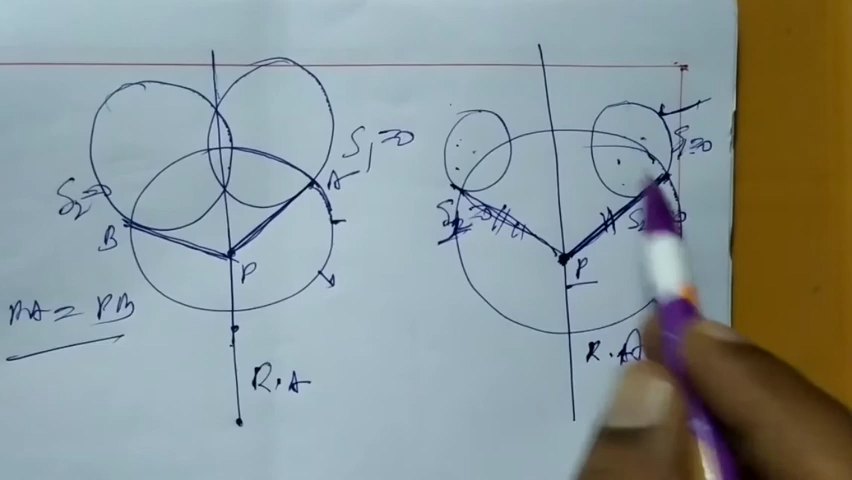 S₁=0
A
S₂=0
B
P
PA = PB
R.A
S₁=0
S₂=0
P
R.A